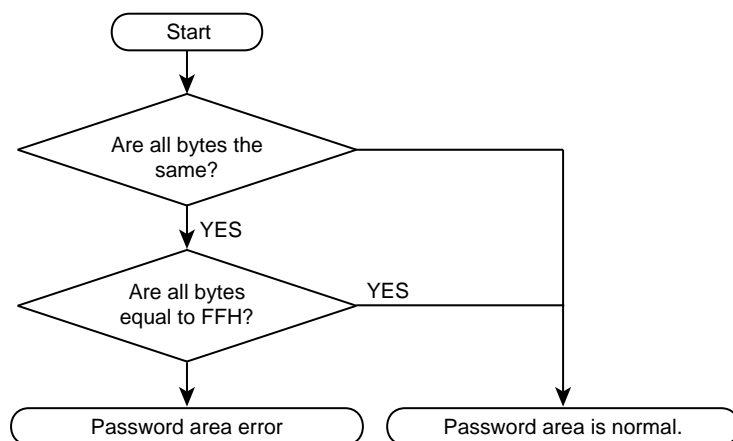 Start
Are all bytes the
same?
YES
Are all bytes
equal to FFH?
YES
Password area error
Password area is normal.